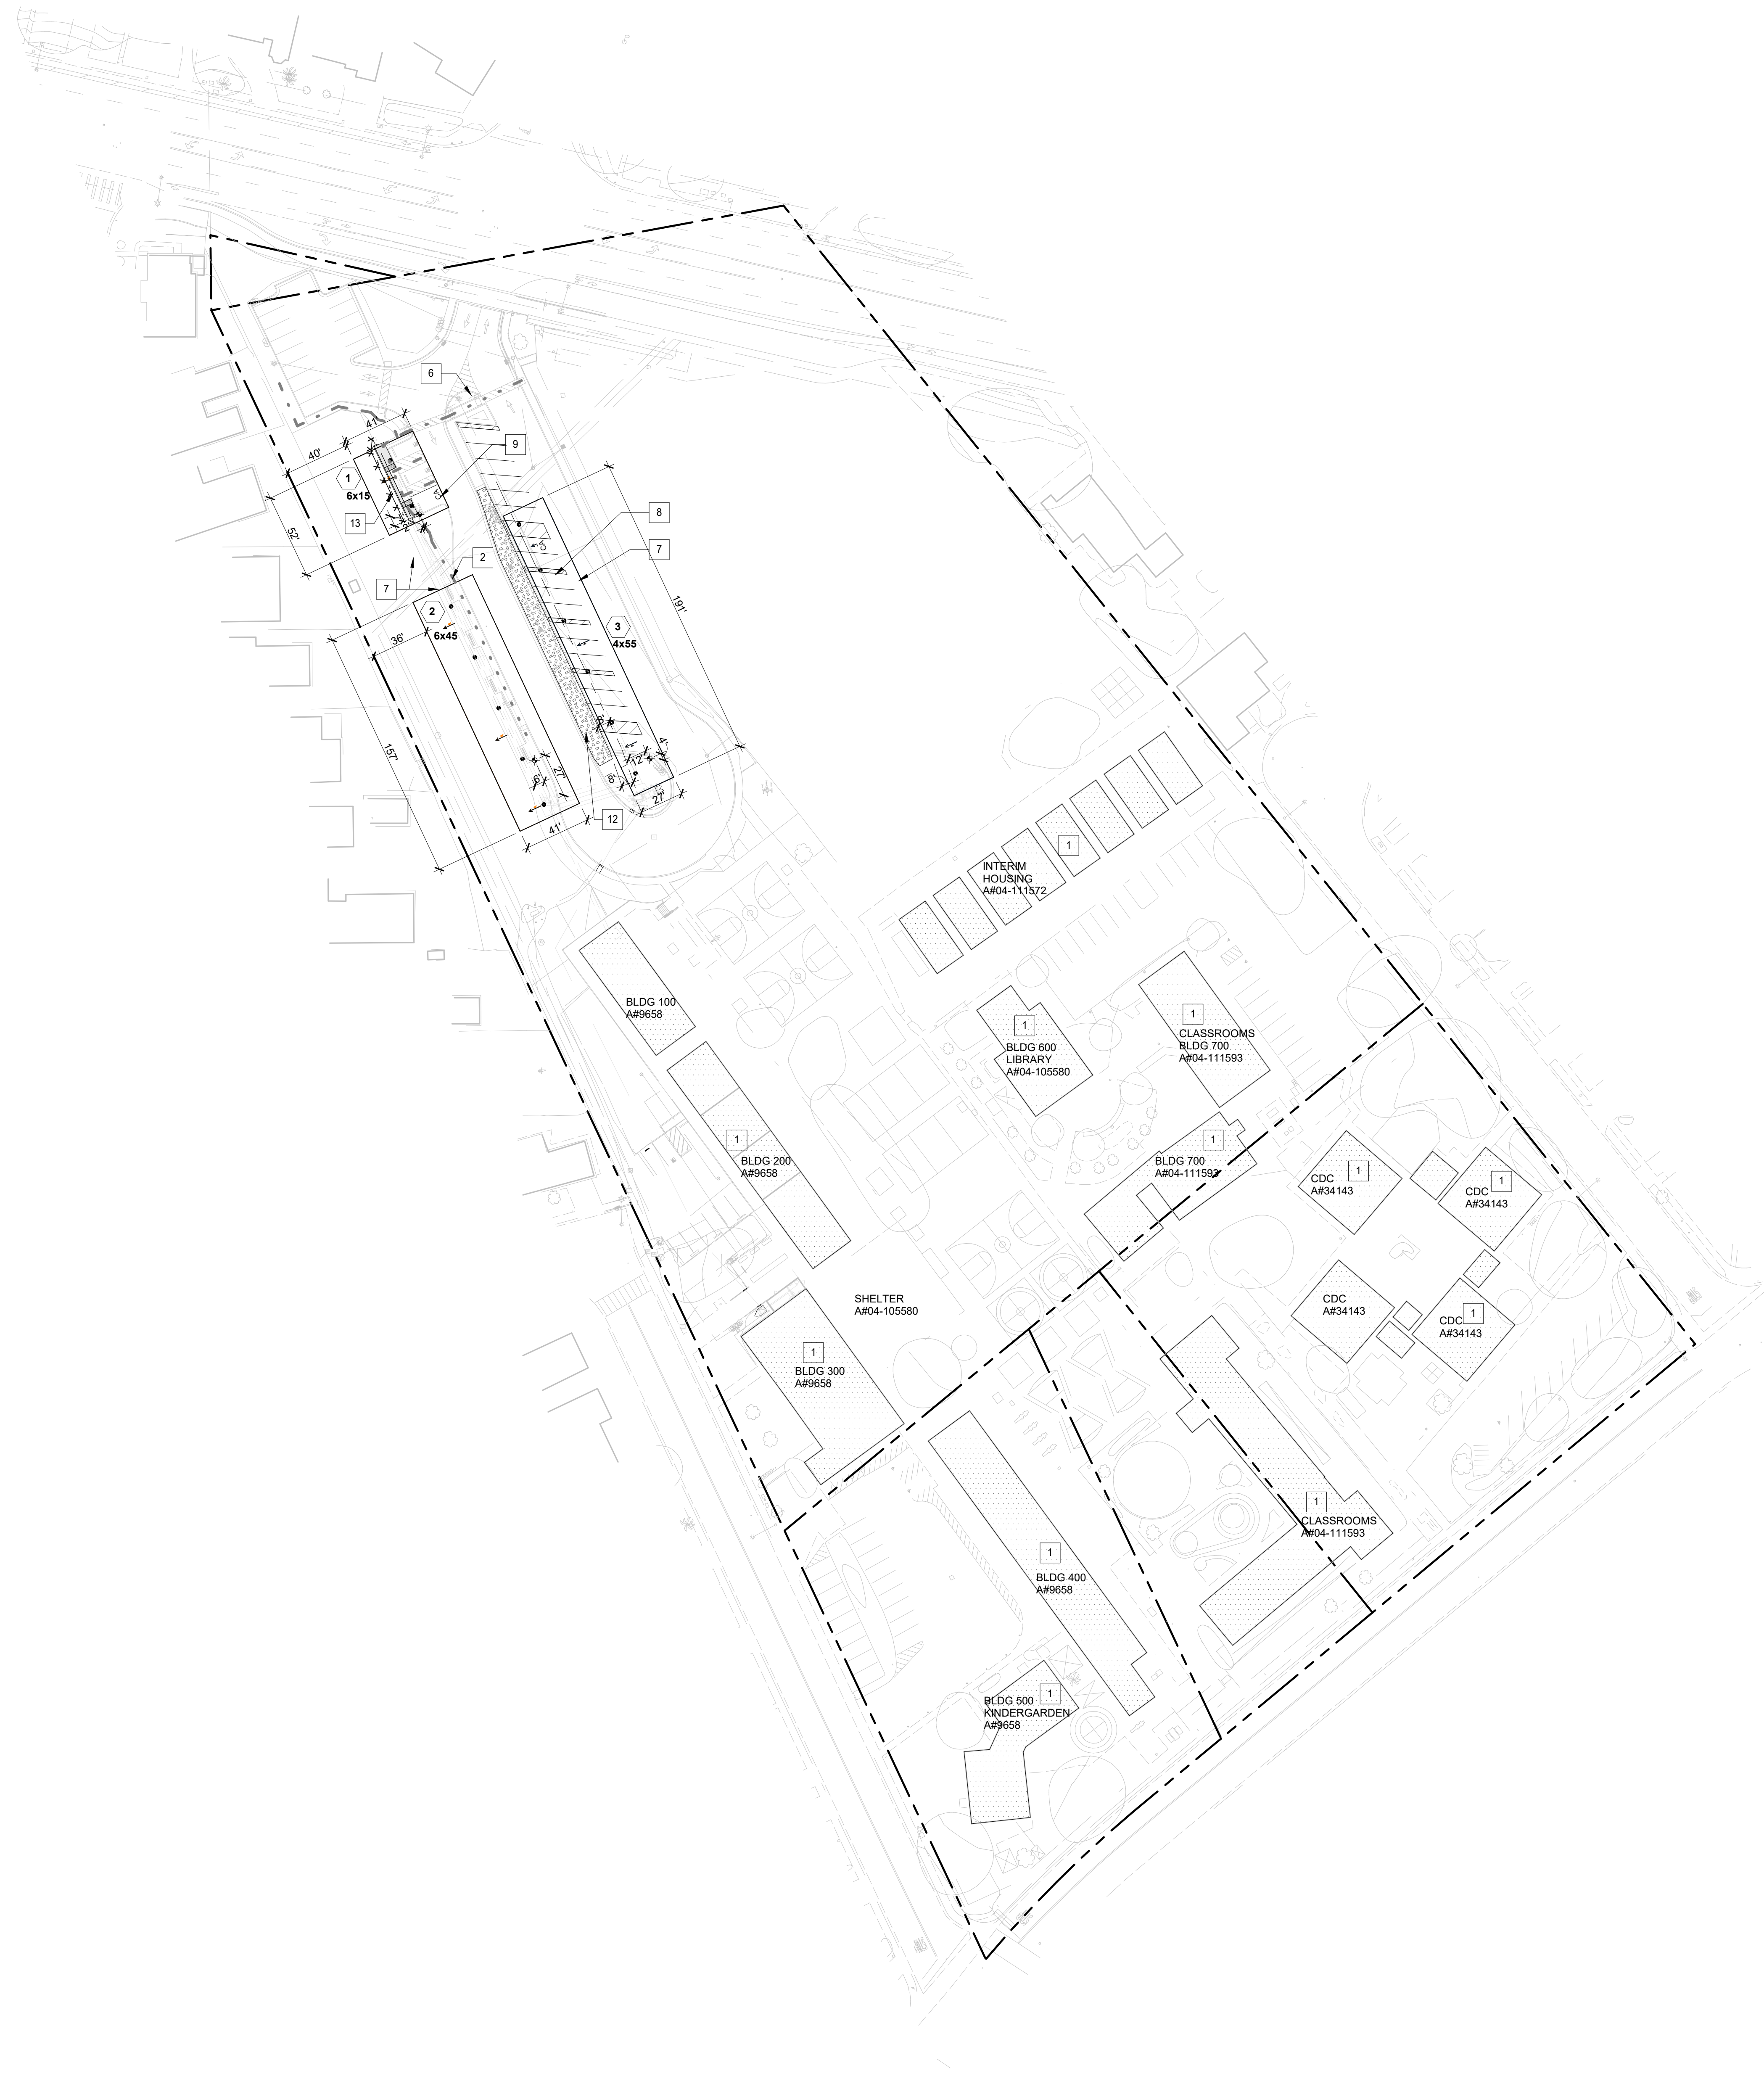 6
41'
9
40'
1
6x15
13
2'
52'
8
2
7
7
2
6x45
36'
191'
3
4x55
157'
8'
4'
12'
27'
6'
8'
27'
12
41'
1
INTERIM
HOUSING
A#04-111572
BLDG 100
A#9658
1
BLDG 600
LIBRARY
A#04-105580
1
CLASSROOMS
BLDG 700
A#04-111593
1
BLDG 200
A#9658
1
BLDG 700
A#04-111593
1
CDC
A#34143
1
CDC
A#34143
SHELTER
A#04-105580
CDC
A#34143
1
CDC
A#34143
1
BLDG 300
A#9658
1
CLASSROOMS
A#04-111593
1
BLDG 400
A#9658
1
BLDG 500
KINDERGARDEN
A#9658